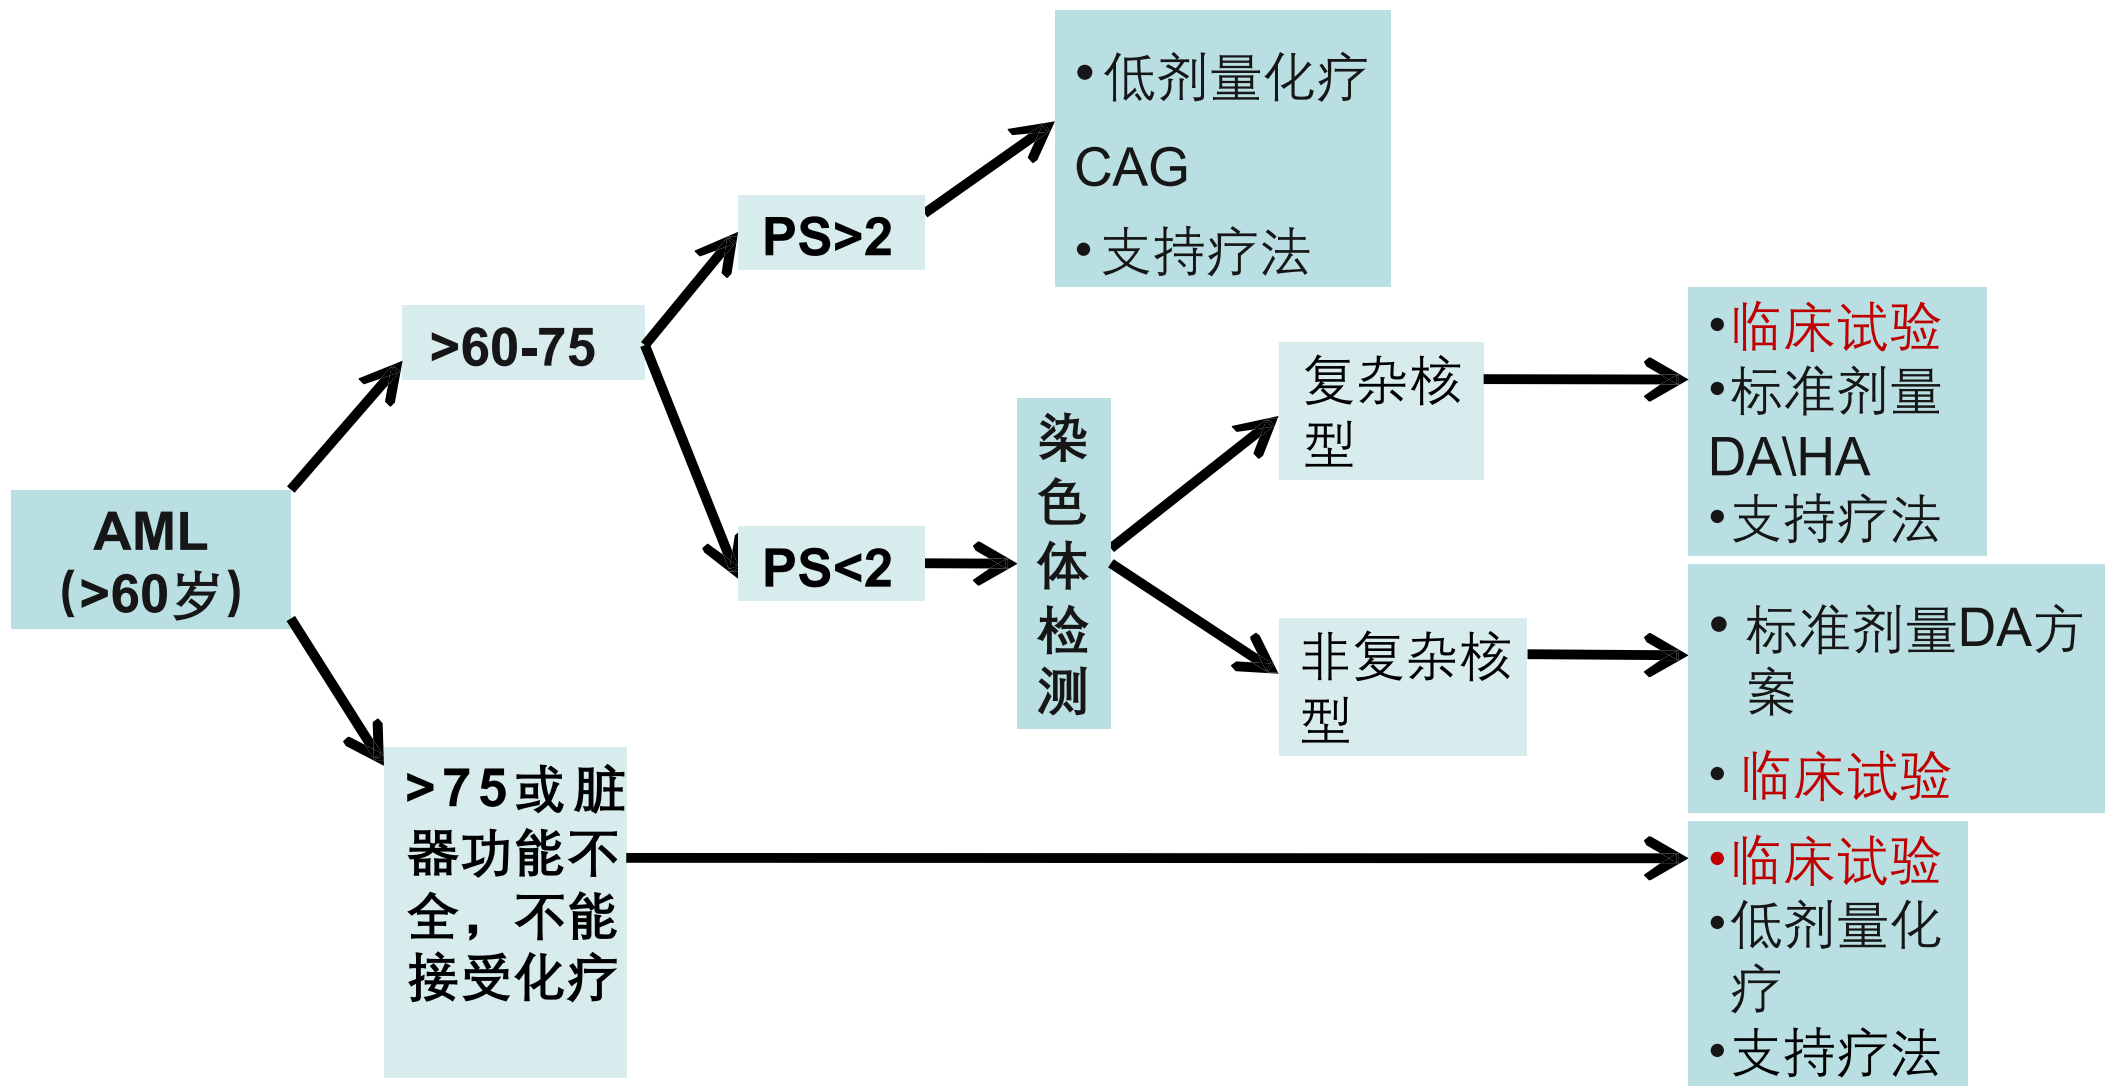 AML
(>60岁)
>60-75
>75或脏
器功能不
全，不能
接受化疗
PS>2
PS<2
•低剂量化疗
CAG
•支持疗法
染
色
体
检
测
复杂核
型
非复杂核
型
•临床试验
•标准剂量
DA\HA
•支持疗法
• 标准剂量DA方
案
• 临床试验
•临床试验
•低剂量化
疗
•支持疗法